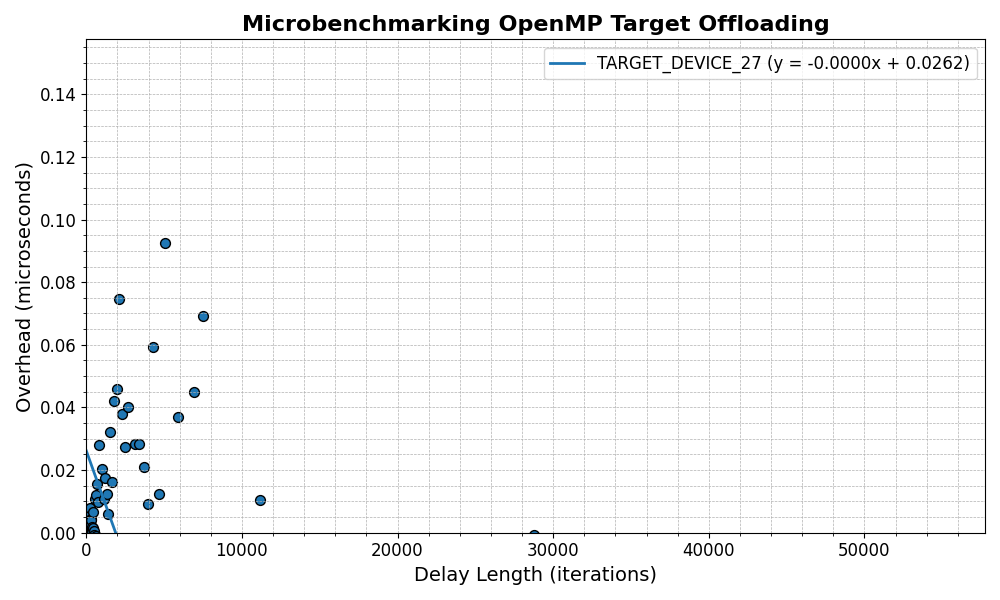 Microbenchmarking OpenMP Target Offloading
TARGET_DEVICE_27 (y = -0.0000x + 0.0262)
Overhead (microseconds)
0.14
0.12
0.10
0.08
0.06
0.04
0.02
0.00
0 10000 20000 30000 40000 50000
Delay Length (iterations)